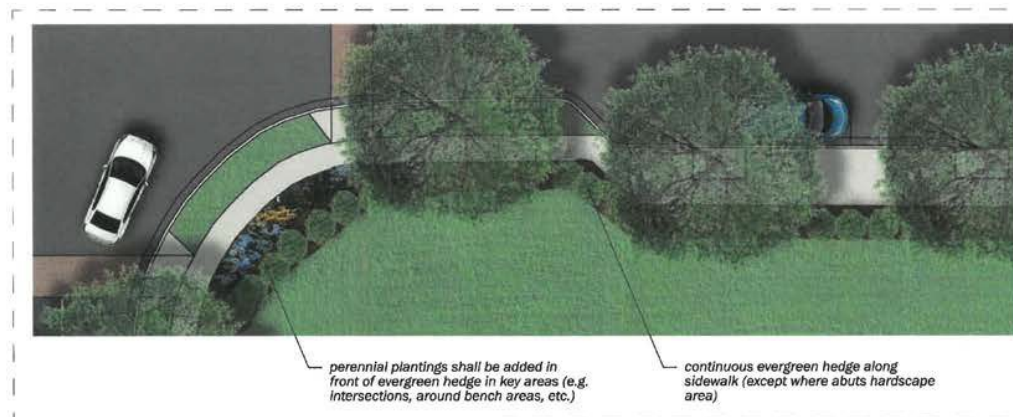 perennial plantings shall be added in
front of evergreen hedge in key areas (e.g.
intersections, around bench areas, etc.)
continuous evergreen hedge along
sidewalk (except where abuts hardscape
area)